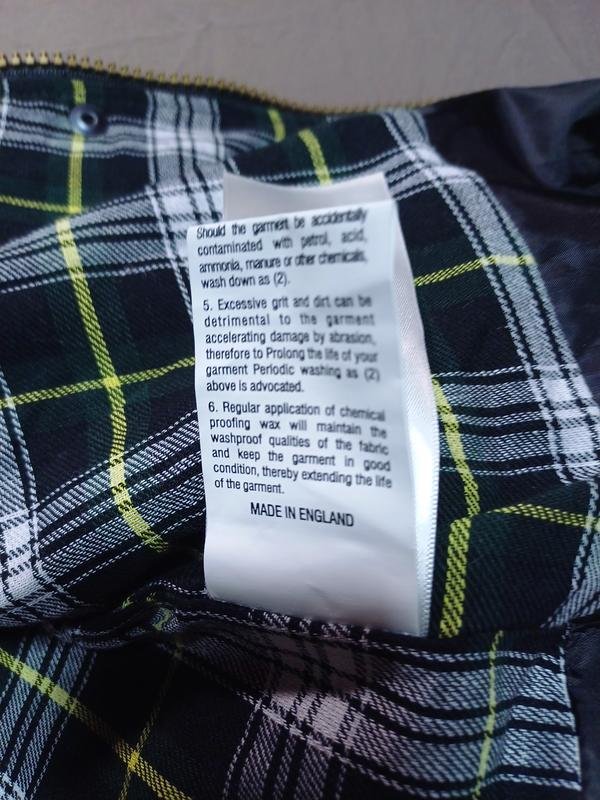 Should the garment be accidentally
contaminated with petrol, acid,
ammonia, manure or other chemicals,
wash down as (2).
5. Excessive grit and dirt can be
detrimental to the garment
accelerating damage by abrasion,
therefore to Prolong the life of your
garment Periodic washing as (2)
above is advocated.
6. Regular application of chemical
proofing wax will maintain the
washproof qualities of the fabric
and keep the garment in good
condition, thereby extending the life
of the garment.
MADE IN ENGLAND